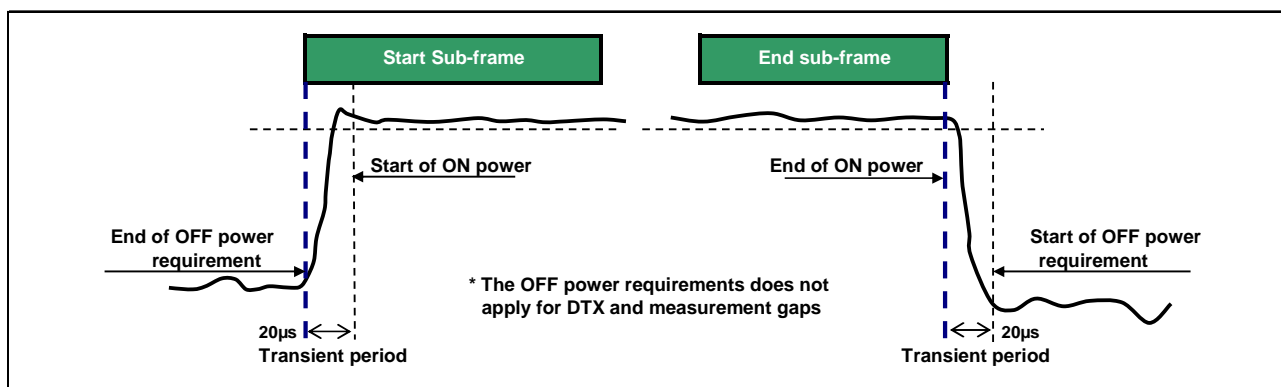 Start Sub-frame
End sub-frame
Start of ON power
End of ON power
End of OFF power
requirement
Start of OFF power
requirement
* The OFF power requirements does not
apply for DTX and measurement gaps
20µs
Transient period
20µs
Transient period